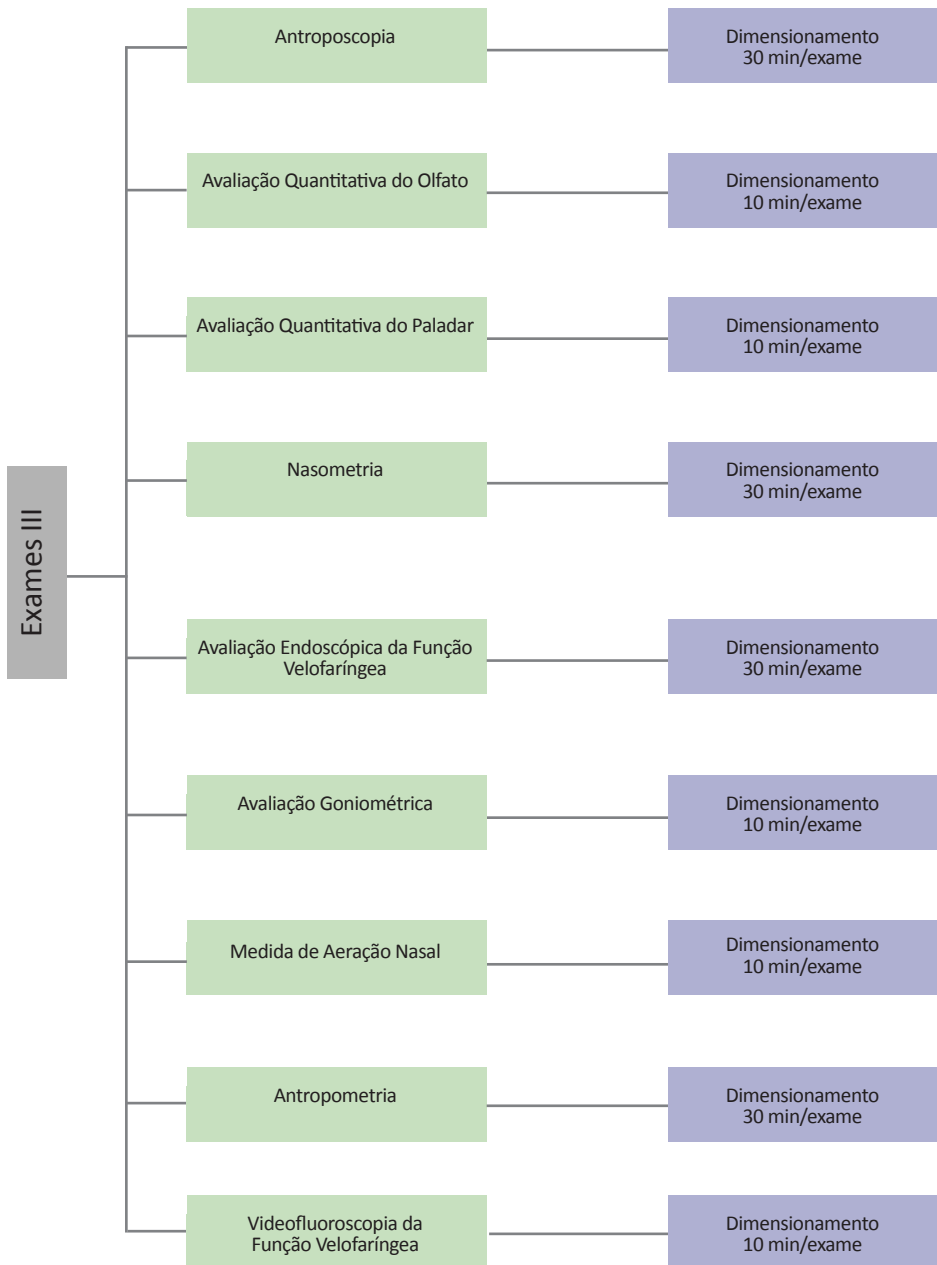 Exames III
Antroposcopia
Dimensionamento
30 min/exame
Avaliação Quantitativa do Olfato
Dimensionamento
10 min/exame
Avaliação Quantitativa do Paladar
Dimensionamento
10 min/exame
Nasometria
Dimensionamento
30 min/exame
Avaliação Endoscópica da Função
Velofaríngea
Dimensionamento
30 min/exame
Avaliação Goniométrica
Dimensionamento
10 min/exame
Medida de Aeração Nasal
Dimensionamento
10 min/exame
Antropometria
Dimensionamento
30 min/exame
Videofluoroscopia da
Função Velofaríngea
Dimensionamento
10 min/exame